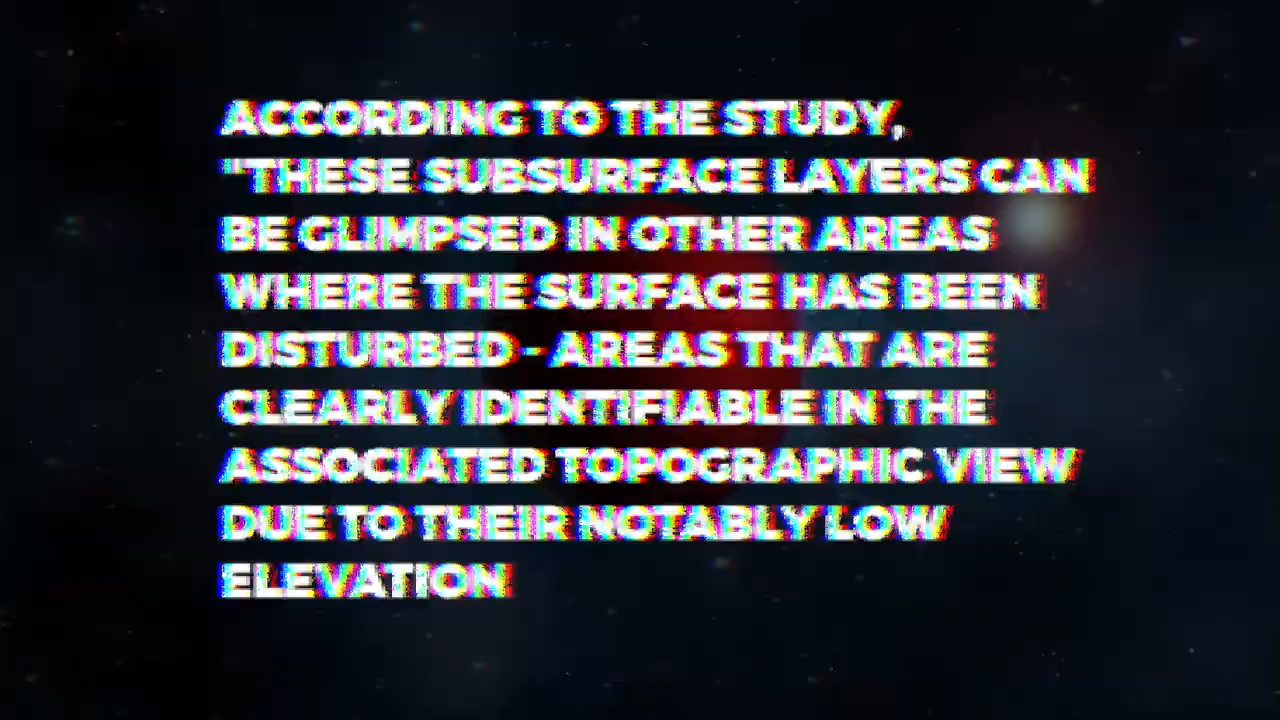 ACCORDING TO THE STUDY,
"THESE SUBSURFACE LAYERS CAN
BE GLIMPSED IN OTHER AREAS
WHERE THE SURFACE HAS BEEN
DISTURBED - AREAS THAT ARE
CLEARLY IDENTIFIABLE IN THE
ASSOCIATED TOPOGRAPHIC VIEW
DUE TO THEIR NOTABLY LOW
ELEVATION